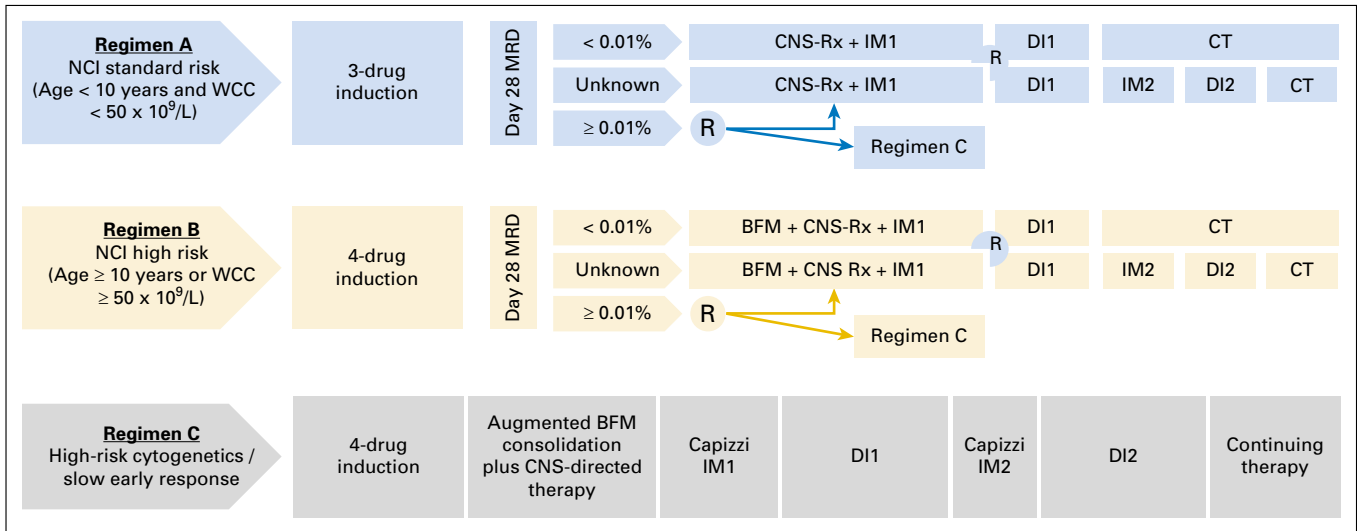 Regimen A
NCI standard risk
(Age < 10 years and WCC
< 50 x 10⁹/L)
3-drug
induction
Day 28 MRD
< 0.01%
CNS-Rx + IM1
R
DI1
CT
Unknown
CNS-Rx + IM1
DI1
IM2
DI2
CT
≥ 0.01%
R
Regimen C
Regimen B
NCI high risk
(Age ≥ 10 years or WCC
≥ 50 x 10⁹/L)
4-drug
induction
Day 28 MRD
< 0.01%
BFM + CNS-Rx + IM1
R
DI1
CT
Unknown
BFM + CNS Rx + IM1
DI1
IM2
DI2
CT
≥ 0.01%
R
Regimen C
Regimen C
High-risk cytogenetics /
slow early response
4-drug
induction
Augmented BFM
consolidation
plus CNS-directed
therapy
Capizzi
IM1
DI1
Capizzi
IM2
DI2
Continuing
therapy